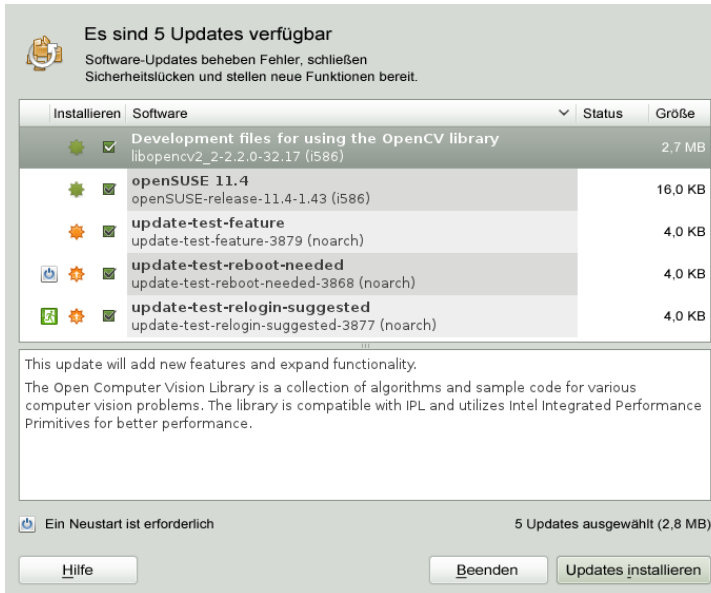 Es sind 5 Updates verfügbar
Software-Updates beheben Fehler, schließen
Sicherheitslücken und stellen neue Funktionen bereit.
Installieren Software Status Größe
Development files for using the OpenCV library
libopencv2_2-2.2.0-32.17 (i586) 2,7 MB
openSUSE 11.4
openSUSE-release-11.4-1.43 (i586) 16,0 KB
update-test-feature
update-test-feature-3879 (noarch) 4,0 KB
update-test-reboot-needed
update-test-reboot-needed-3868 (noarch) 4,0 KB
update-test-relogin-suggested
update-test-relogin-suggested-3877 (noarch) 4,0 KB
This update will add new features and expand functionality.
The Open Computer Vision Library is a collection of algorithms and sample code for various
computer vision problems. The library is compatible with IPL and utilizes Intel Integrated Performance
Primitives for better performance.
Ein Neustart ist erforderlich 5 Updates ausgewählt (2,8 MB)
Hilfe Beenden Updates installieren